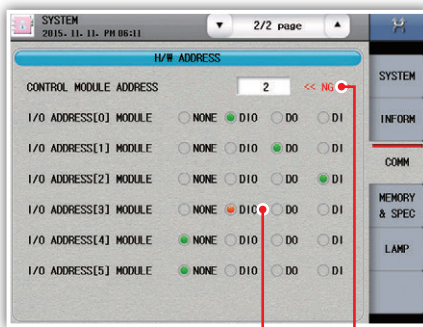 SYSTEM
2015. 11. 11. PM 06:11
2/2 page
H/W ADDRESS
CONTROL MODULE ADDRESS 2 << NG
I/O ADDRESS[0] MODULE NONE DIO DO DI
I/O ADDRESS[1] MODULE NONE DIO DO DI
I/O ADDRESS[2] MODULE NONE DIO DO DI
I/O ADDRESS[3] MODULE NONE DIO DO DI
I/O ADDRESS[4] MODULE NONE DIO DO DI
I/O ADDRESS[5] MODULE NONE DIO DO DI
SYSTEM
INFORM
COMM
MEMORY
& SPEC
LAMP